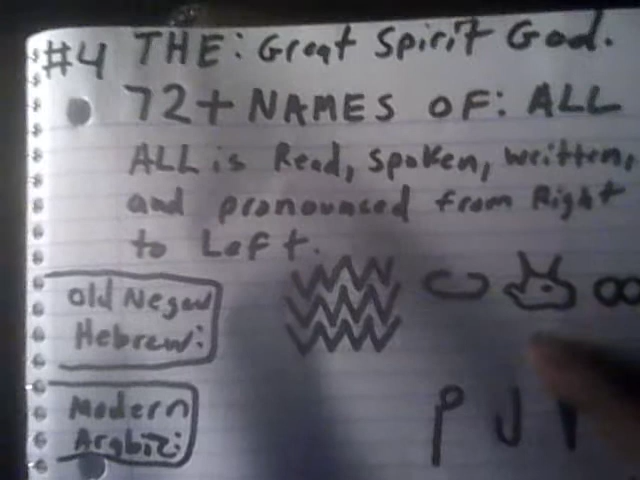 #4 THE: Great Spirit God.
72+ NAMES OF: ALL
ALL is Read, spoken, written,
and pronounced from Right
to Left.
Old Negew
Hebrew:
Modern
Arabic: